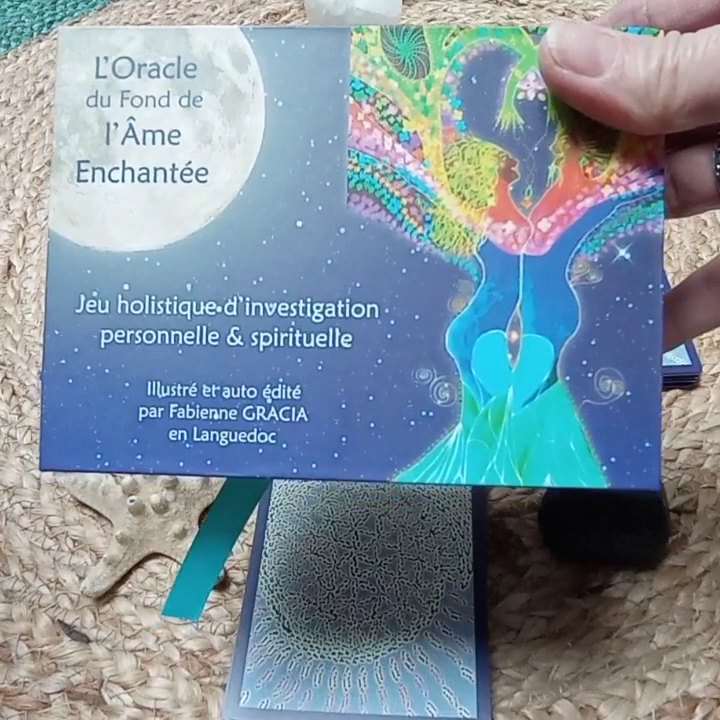 L'Oracle
du Fond de
l'Âme
Enchantée
Jeu holistique d'investigation
personnelle & spirituelle
Illustré et auto édité
par Fabienne GRACIA
en Languedoc